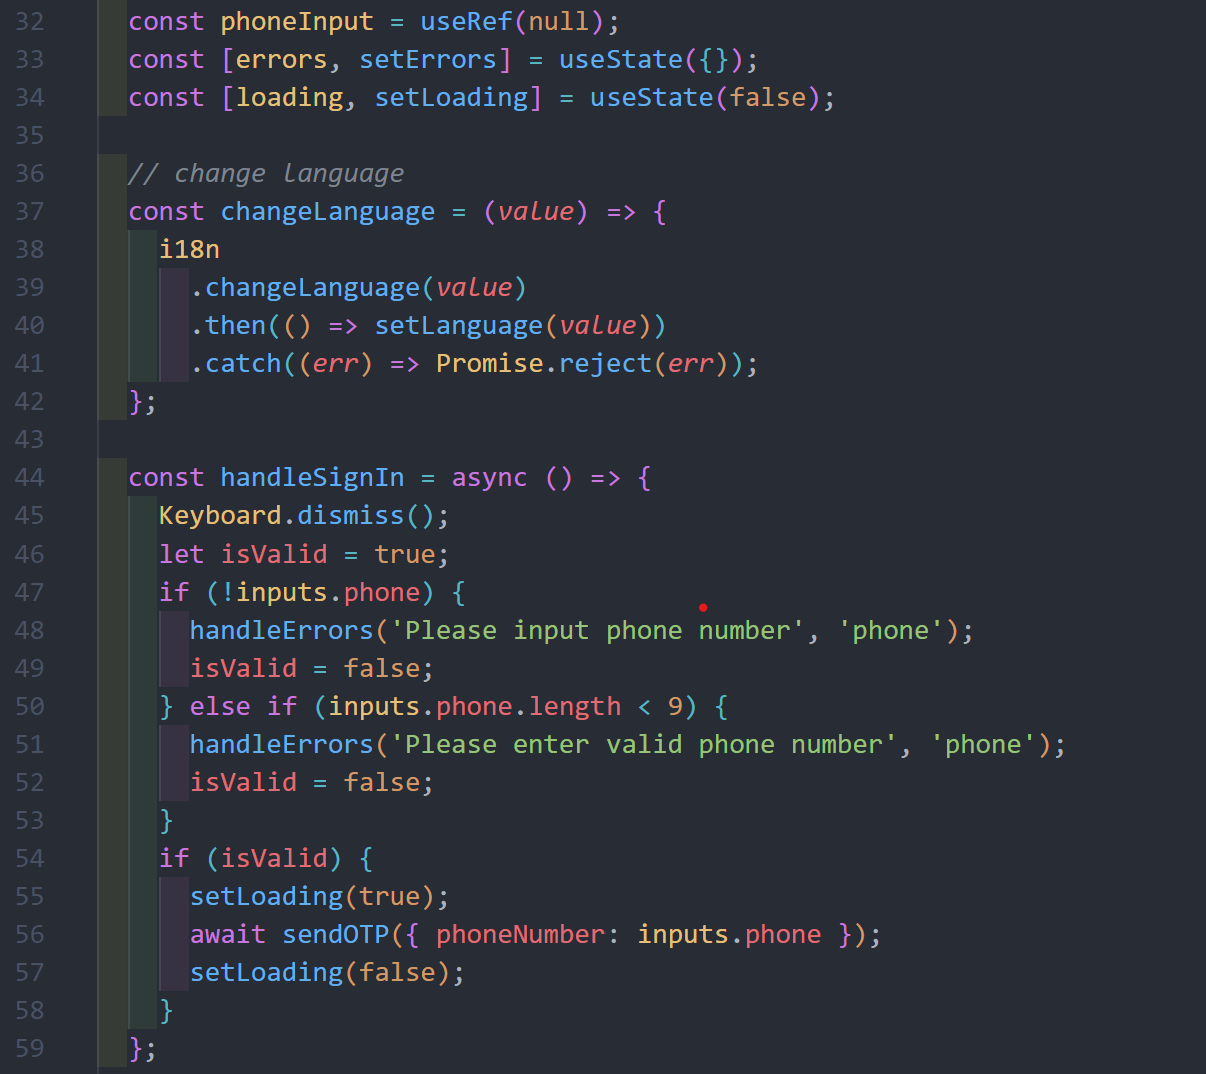 32 const phoneInput = useRef(null);
33 const [errors, setErrors] = useState({});
34 const [loading, setLoading] = useState(false);
35
36 // change language
37 const changeLanguage = (value) => {
38   i18n
39     .changeLanguage(value)
40     .then(() => setLanguage(value))
41     .catch((err) => Promise.reject(err));
42 };
43
44 const handleSignIn = async () => {
45   Keyboard.dismiss();
46   let isValid = true;
47   if (!inputs.phone) {
48     handleErrors('Please input phone number', 'phone');
49     isValid = false;
50   } else if (inputs.phone.length < 9) {
51     handleErrors('Please enter valid phone number', 'phone');
52     isValid = false;
53   }
54   if (isValid) {
55     setLoading(true);
56     await sendOTP({ phoneNumber: inputs.phone });
57     setLoading(false);
58   }
59 };